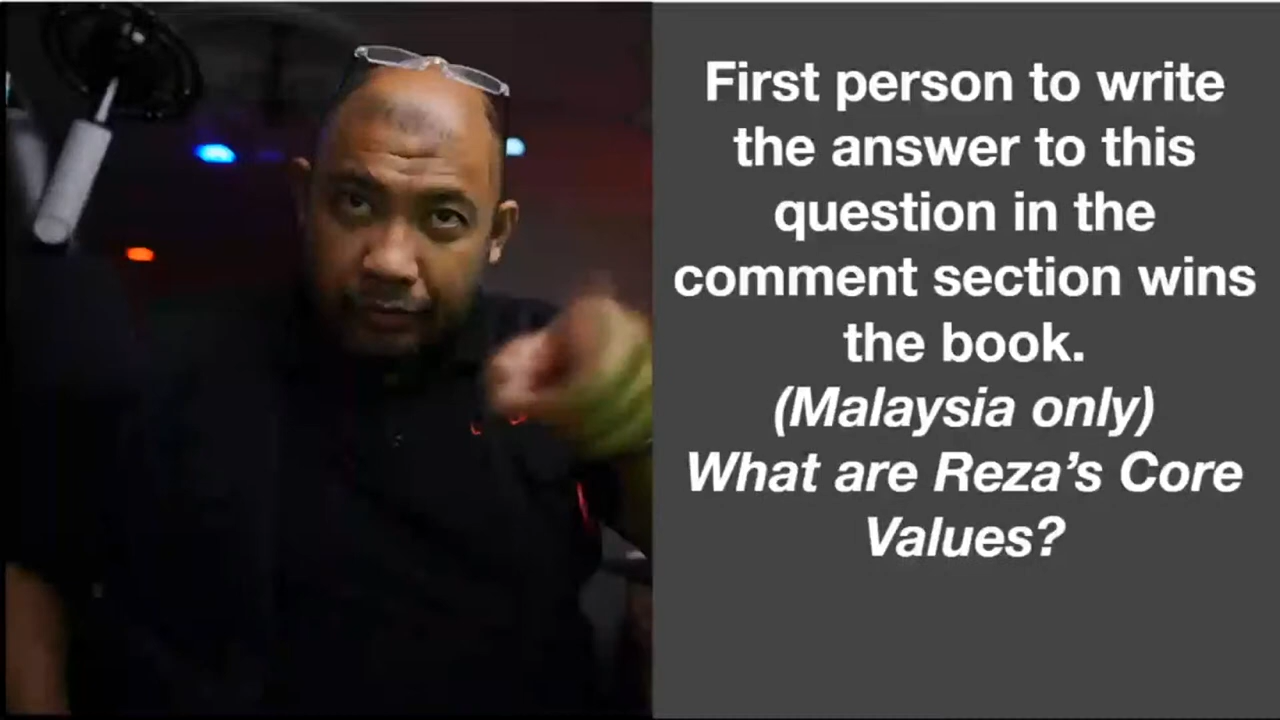 First person to write
the answer to this
question in the
comment section wins
the book.
(Malaysia only)
What are Reza’s Core
Values?